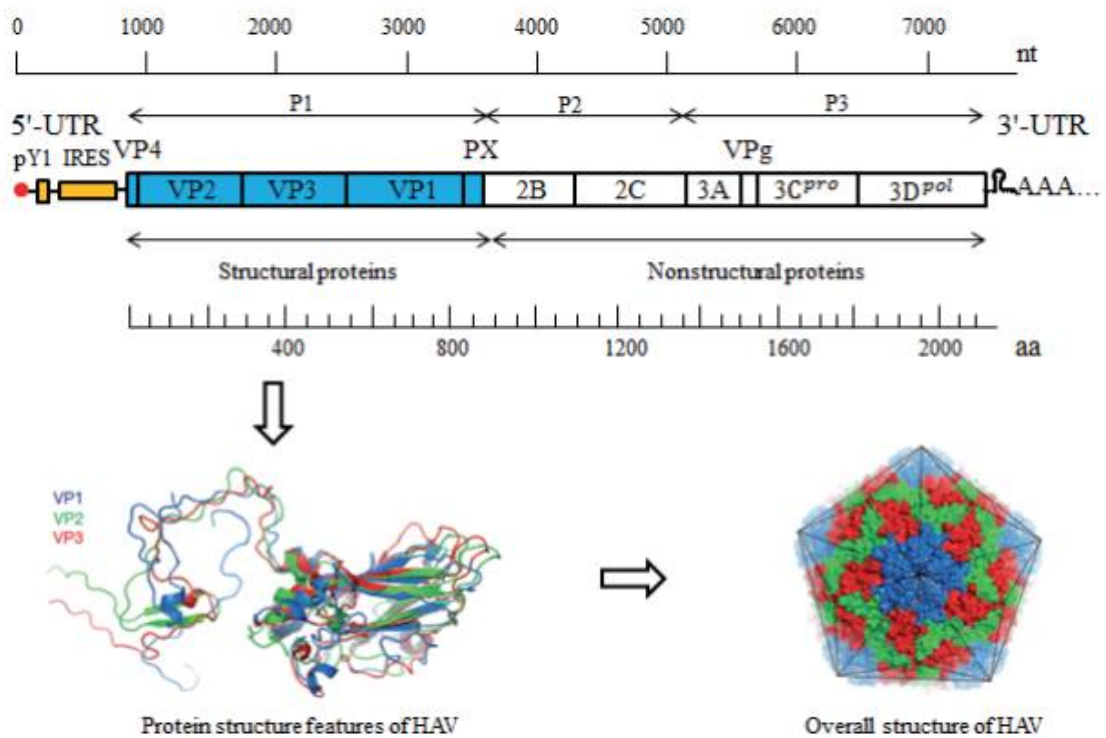 0 1000 2000 3000 4000 5000 6000 7000
nt
P1 P2 P3
5'-UTR 3'-UTR
pY1 IRES VP4 PX VPg
VP2 VP3 VP1 2B 2C 3A 3Cpro 3Dpol AAA...
Structural proteins Nonstructural proteins
400 800 1200 1600 2000 aa
VP1
VP2
VP3
Protein structure features of HAV Overall structure of HAV